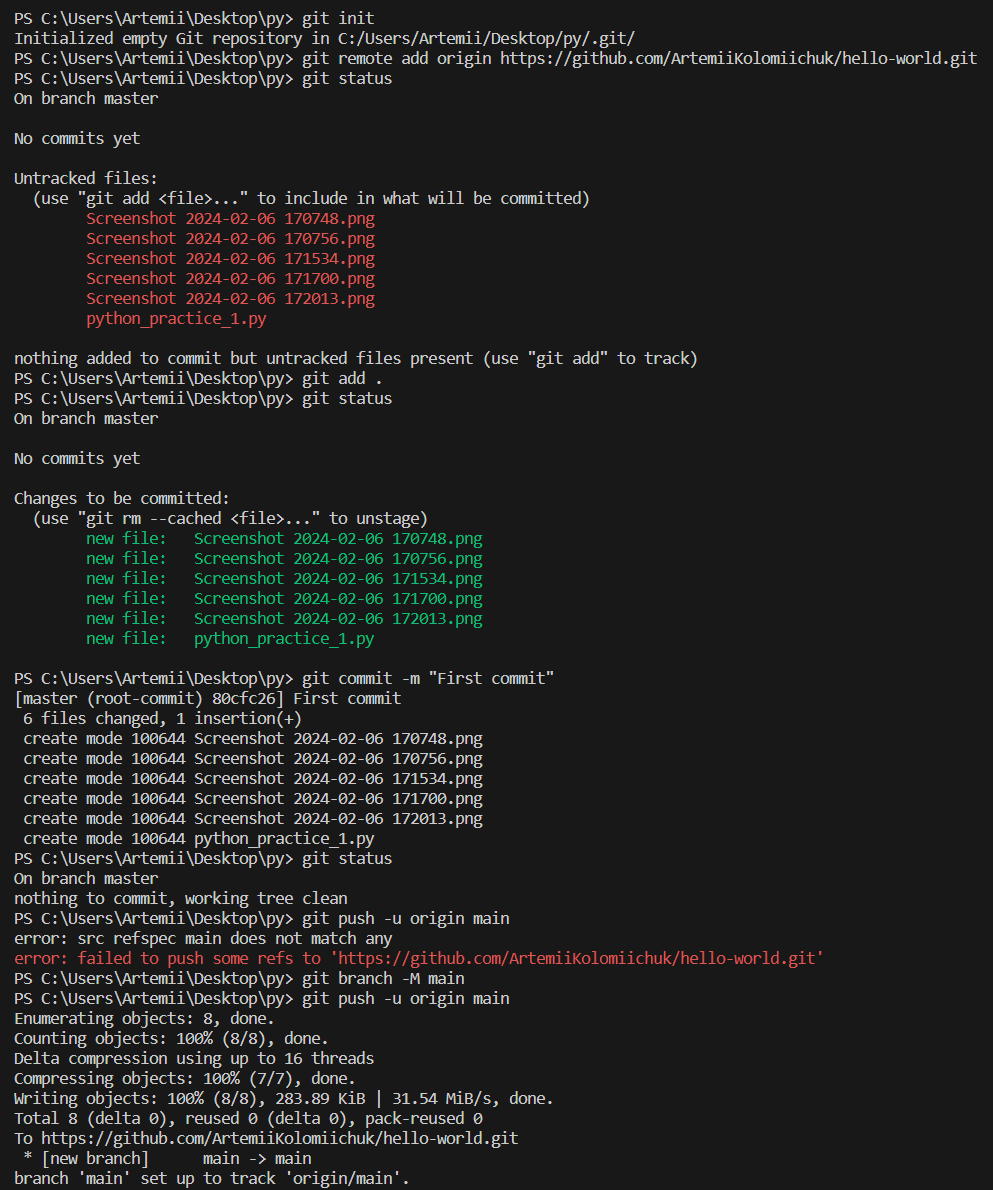 PS C:\Users\Artemii\Desktop\py> git init
Initialized empty Git repository in C:/Users/Artemii/Desktop/py/.git/
PS C:\Users\Artemii\Desktop\py> git remote add origin https://github.com/ArtemiiKolomiichuk/hello-world.git
PS C:\Users\Artemii\Desktop\py> git status
On branch master
No commits yet
Untracked files:
  (use "git add <file>..." to include in what will be committed)
        Screenshot 2024-02-06 170748.png
        Screenshot 2024-02-06 170756.png
        Screenshot 2024-02-06 171534.png
        Screenshot 2024-02-06 171700.png
        Screenshot 2024-02-06 172013.png
        python_practice_1.py
nothing added to commit but untracked files present (use "git add" to track)
PS C:\Users\Artemii\Desktop\py> git add .
PS C:\Users\Artemii\Desktop\py> git status
On branch master
No commits yet
Changes to be committed:
  (use "git rm --cached <file>..." to unstage)
        new file:   Screenshot 2024-02-06 170748.png
        new file:   Screenshot 2024-02-06 170756.png
        new file:   Screenshot 2024-02-06 171534.png
        new file:   Screenshot 2024-02-06 171700.png
        new file:   Screenshot 2024-02-06 172013.png
        new file:   python_practice_1.py
PS C:\Users\Artemii\Desktop\py> git commit -m "First commit"
[master (root-commit) 80cfc26] First commit
 6 files changed, 1 insertion(+)
 create mode 100644 Screenshot 2024-02-06 170748.png
 create mode 100644 Screenshot 2024-02-06 170756.png
 create mode 100644 Screenshot 2024-02-06 171534.png
 create mode 100644 Screenshot 2024-02-06 171700.png
 create mode 100644 Screenshot 2024-02-06 172013.png
 create mode 100644 python_practice_1.py
PS C:\Users\Artemii\Desktop\py> git status
On branch master
nothing to commit, working tree clean
PS C:\Users\Artemii\Desktop\py> git push -u origin main
error: src refspec main does not match any
error: failed to push some refs to 'https://github.com/ArtemiiKolomiichuk/hello-world.git'
PS C:\Users\Artemii\Desktop\py> git branch -M main
PS C:\Users\Artemii\Desktop\py> git push -u origin main
Enumerating objects: 8, done.
Counting objects: 100% (8/8), done.
Delta compression using up to 16 threads
Compressing objects: 100% (7/7), done.
Writing objects: 100% (8/8), 283.89 KiB | 31.54 MiB/s, done.
Total 8 (delta 0), reused 0 (delta 0), pack-reused 0
To https://github.com/ArtemiiKolomiichuk/hello-world.git
 * [new branch]      main -> main
branch 'main' set up to track 'origin/main'.